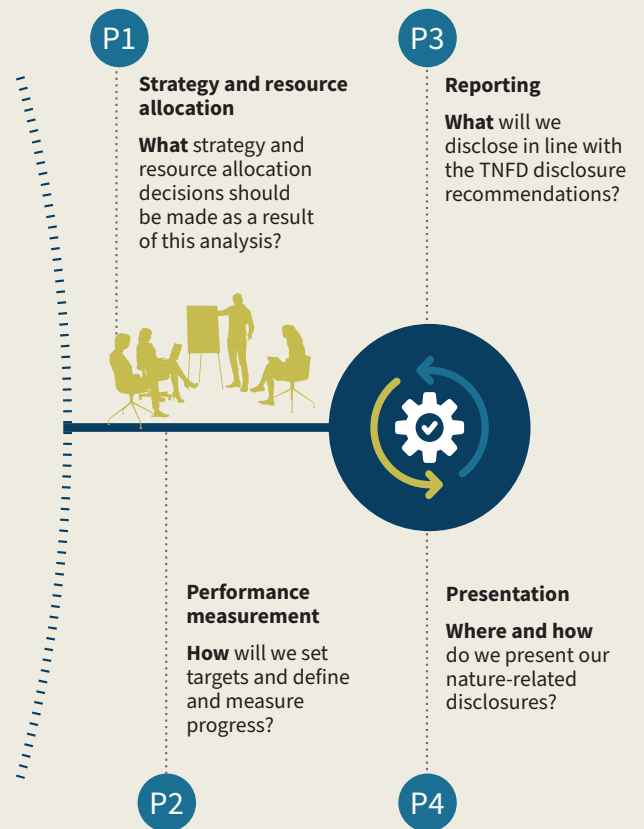 P1
Strategy and resource
allocation
What strategy and
resource allocation
decisions should
be made as a result
of this analysis?
P3
Reporting
What will we
disclose in line with
the TNFD disclosure
recommendations?
Performance
measurement
How will we set
targets and define
and measure
progress?
P2
Presentation
Where and how
do we present our
nature-related
disclosures?
P4